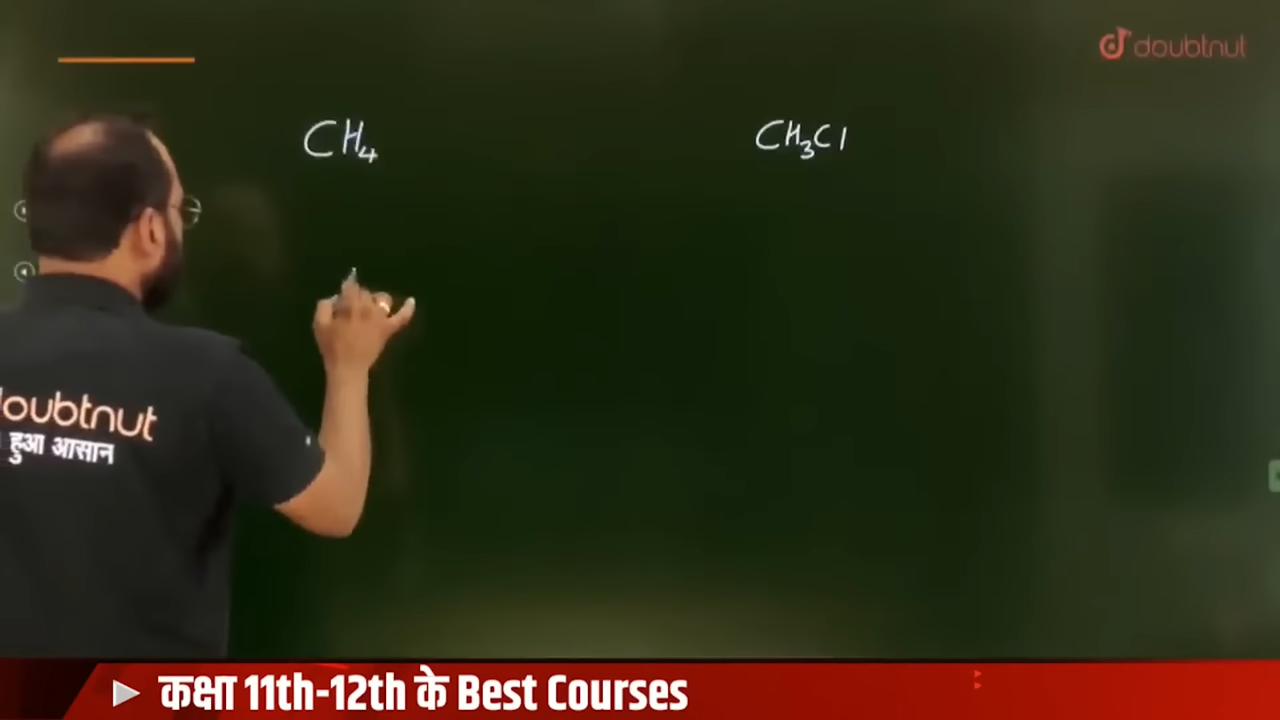 doubtnut
CH₄
CH₃Cl
doubtnut
हुआ आसान
कक्षा 11th-12th के Best Courses